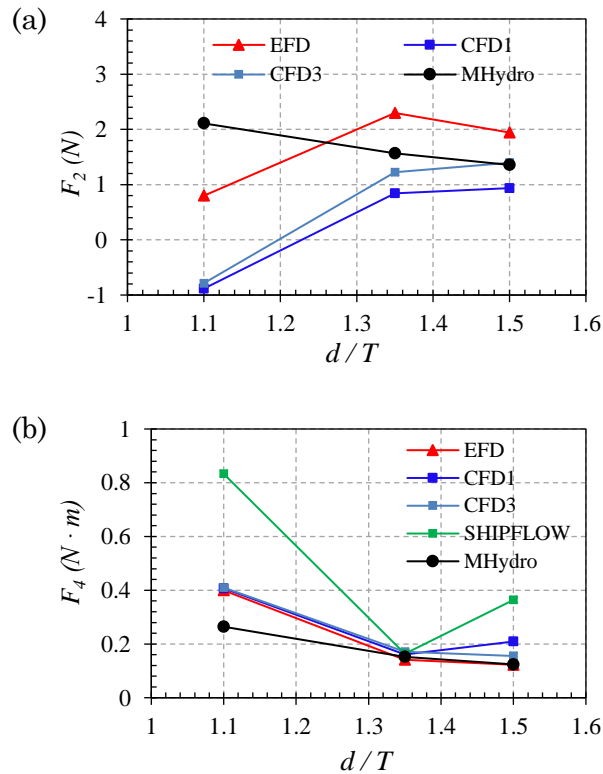 (a)
EFD CFD1
CFD3 MHydro
4
3
2
1
0
-1
F2 (N)
1 1.1 1.2 1.3 1.4 1.5 1.6
d / T
(b)
EFD
CFD1
CFD3
SHIPFLOW
MHydro
1
0.8
0.6
0.4
0.2
0
F4 (N · m)
1 1.1 1.2 1.3 1.4 1.5 1.6
d / T